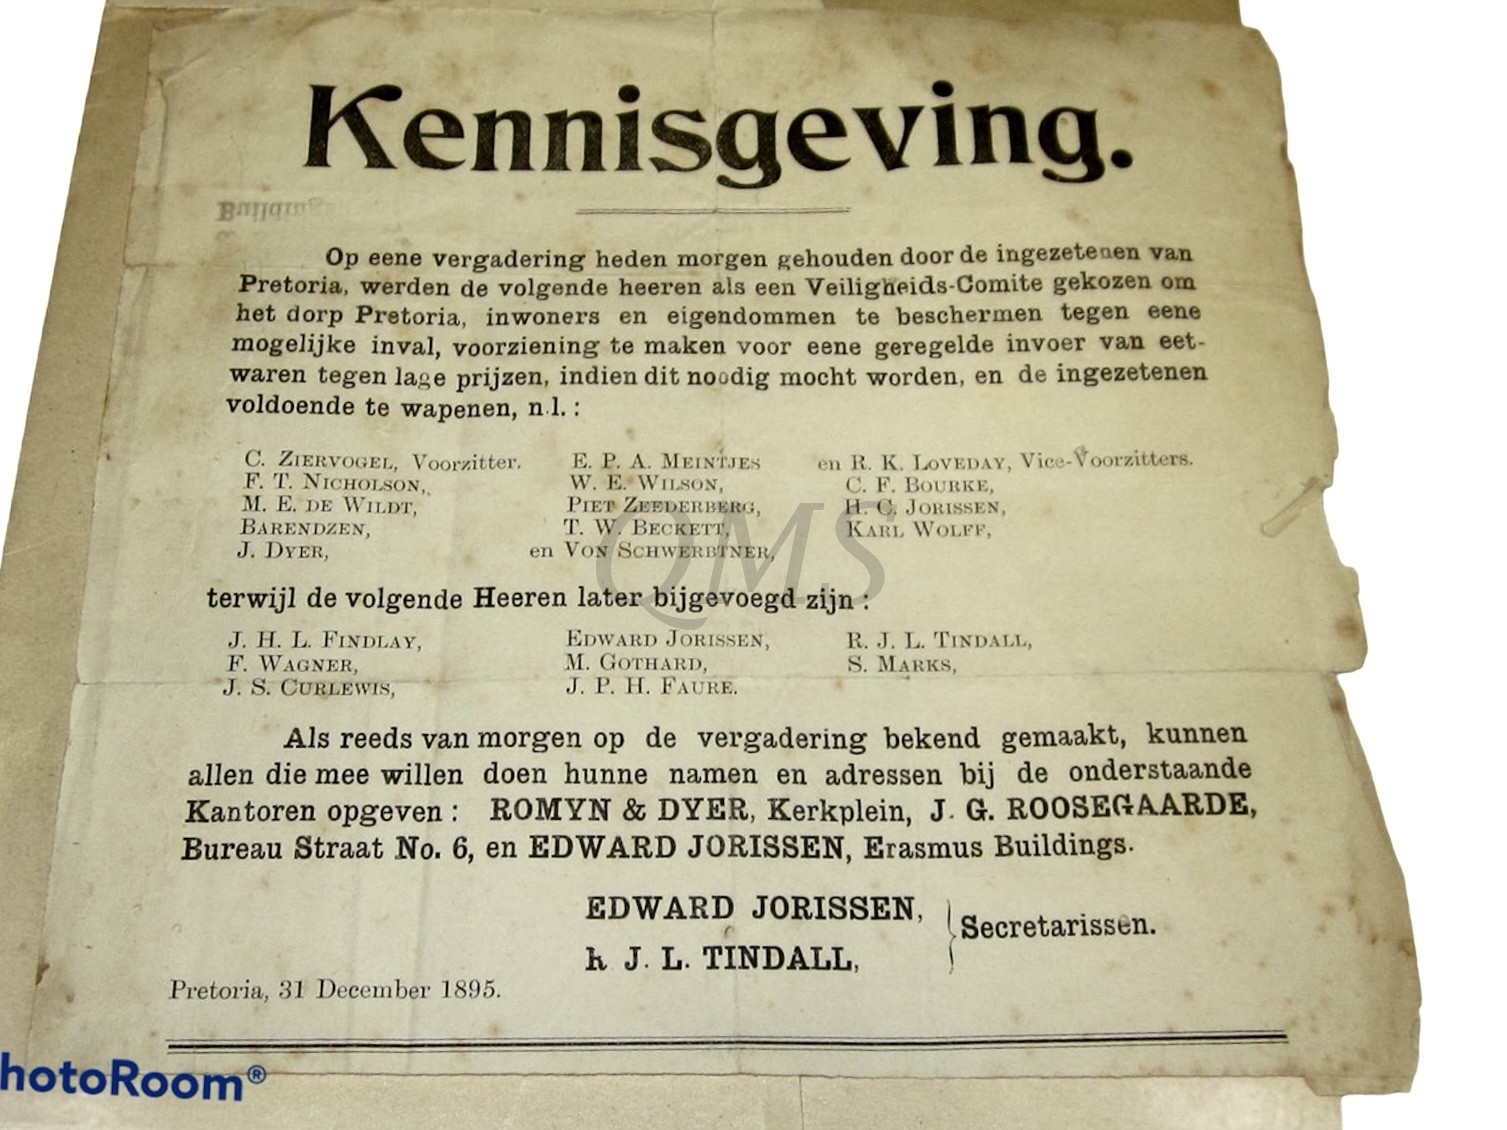 Kennisgeving.
Buildings
Op eene vergadering heden morgen gehouden door de ingezetenen van
Pretoria, werden de volgende heeren als een Veiligheids-Comite gekozen om
het dorp Pretoria, inwoners en eigendommen te beschermen tegen eene
mogelijke inval, voorziening te maken voor eene geregelde invoer van eet-
waren tegen lage prijzen, indien dit noodig mocht worden, en de ingezetenen
voldoende te wapenen, n.l. :
C. ZIERVOGEL, Voorzitter. E. P. A. MEINTJES en R. K. LOVEDAY, Vice-Voorzitters.
F. T. NICHOLSON, W. E. WILSON, C. F. BOURKE,
M. E. DE WILDT, PIET ZEEDERBERG, H. C. JORISSEN,
BARENDZEN, T. W. BECKETT, KARL WOLFF,
J. DYER, en VON SCHWERBTNER,
QMS
terwijl de volgende Heeren later bijgevoegd zijn :
J. H. L. FINDLAY, EDWARD JORISSEN, R. J. L. TINDALL,
F. WAGNER, M. GOTHARD, S. MARKS,
J. S. CURLEWIS, J. P. H. FAURE.
Als reeds van morgen op de vergadering bekend gemaakt, kunnen
allen die mee willen doen hunne namen en adressen bij de onderstaande
Kantoren opgeven : ROMYN & DYER, Kerkplein, J. G. ROOSEGAARDE,
Bureau Straat No. 6, en EDWARD JORISSEN, Erasmus Buildings.
EDWARD JORISSEN,
h J. L. TINDALL,
Secretarissen.
Pretoria, 31 December 1895.
hotoRoom®